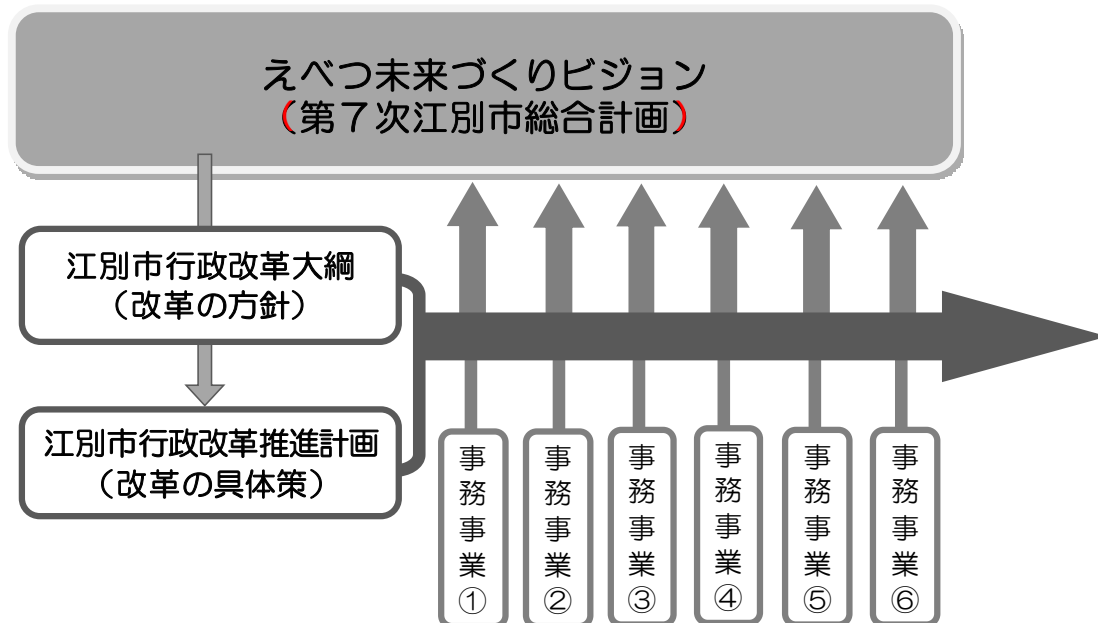 えべつ未来づくりビジョン
（第７次江別市総合計画）
江別市行政改革大綱
（改革の方針）
江別市行政改革推進計画
（改革の具体策）
事務事業①
事務事業②
事務事業③
事務事業④
事務事業⑤
事務事業⑥